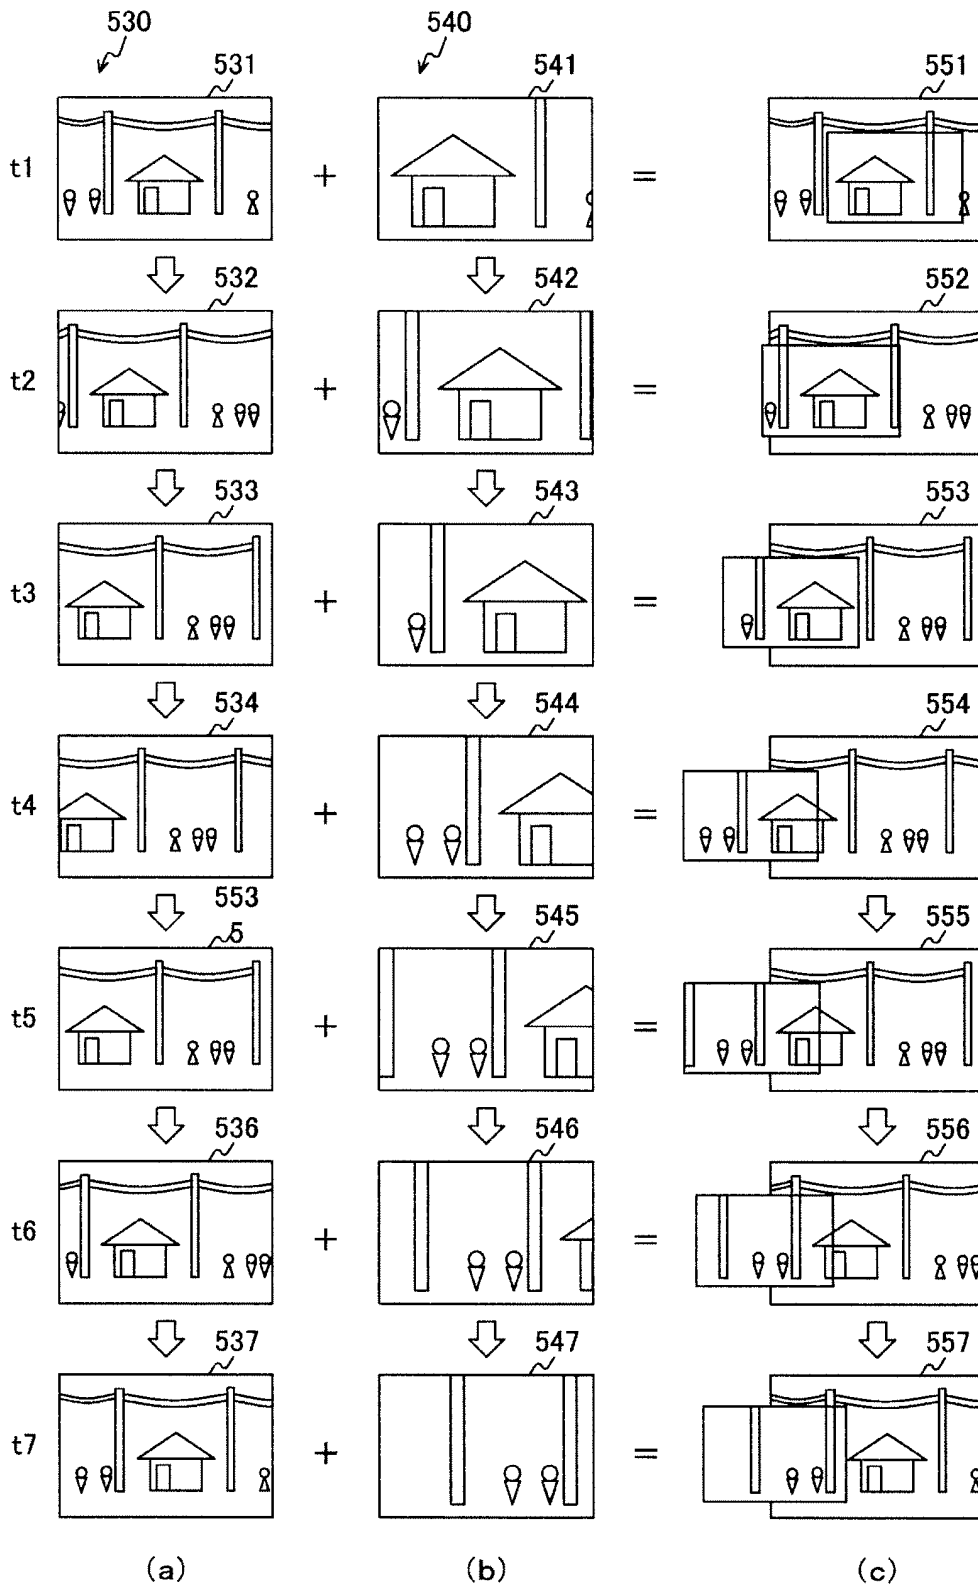 530 540
531 541 551
t1 + =
532 542 552
t2 + =
533 543 553
t3 + =
534 544 554
t4 + =
553
5 545 555
t5 + =
536 546 556
t6 + =
537 547 557
t7 + =
(a) (b) (c)